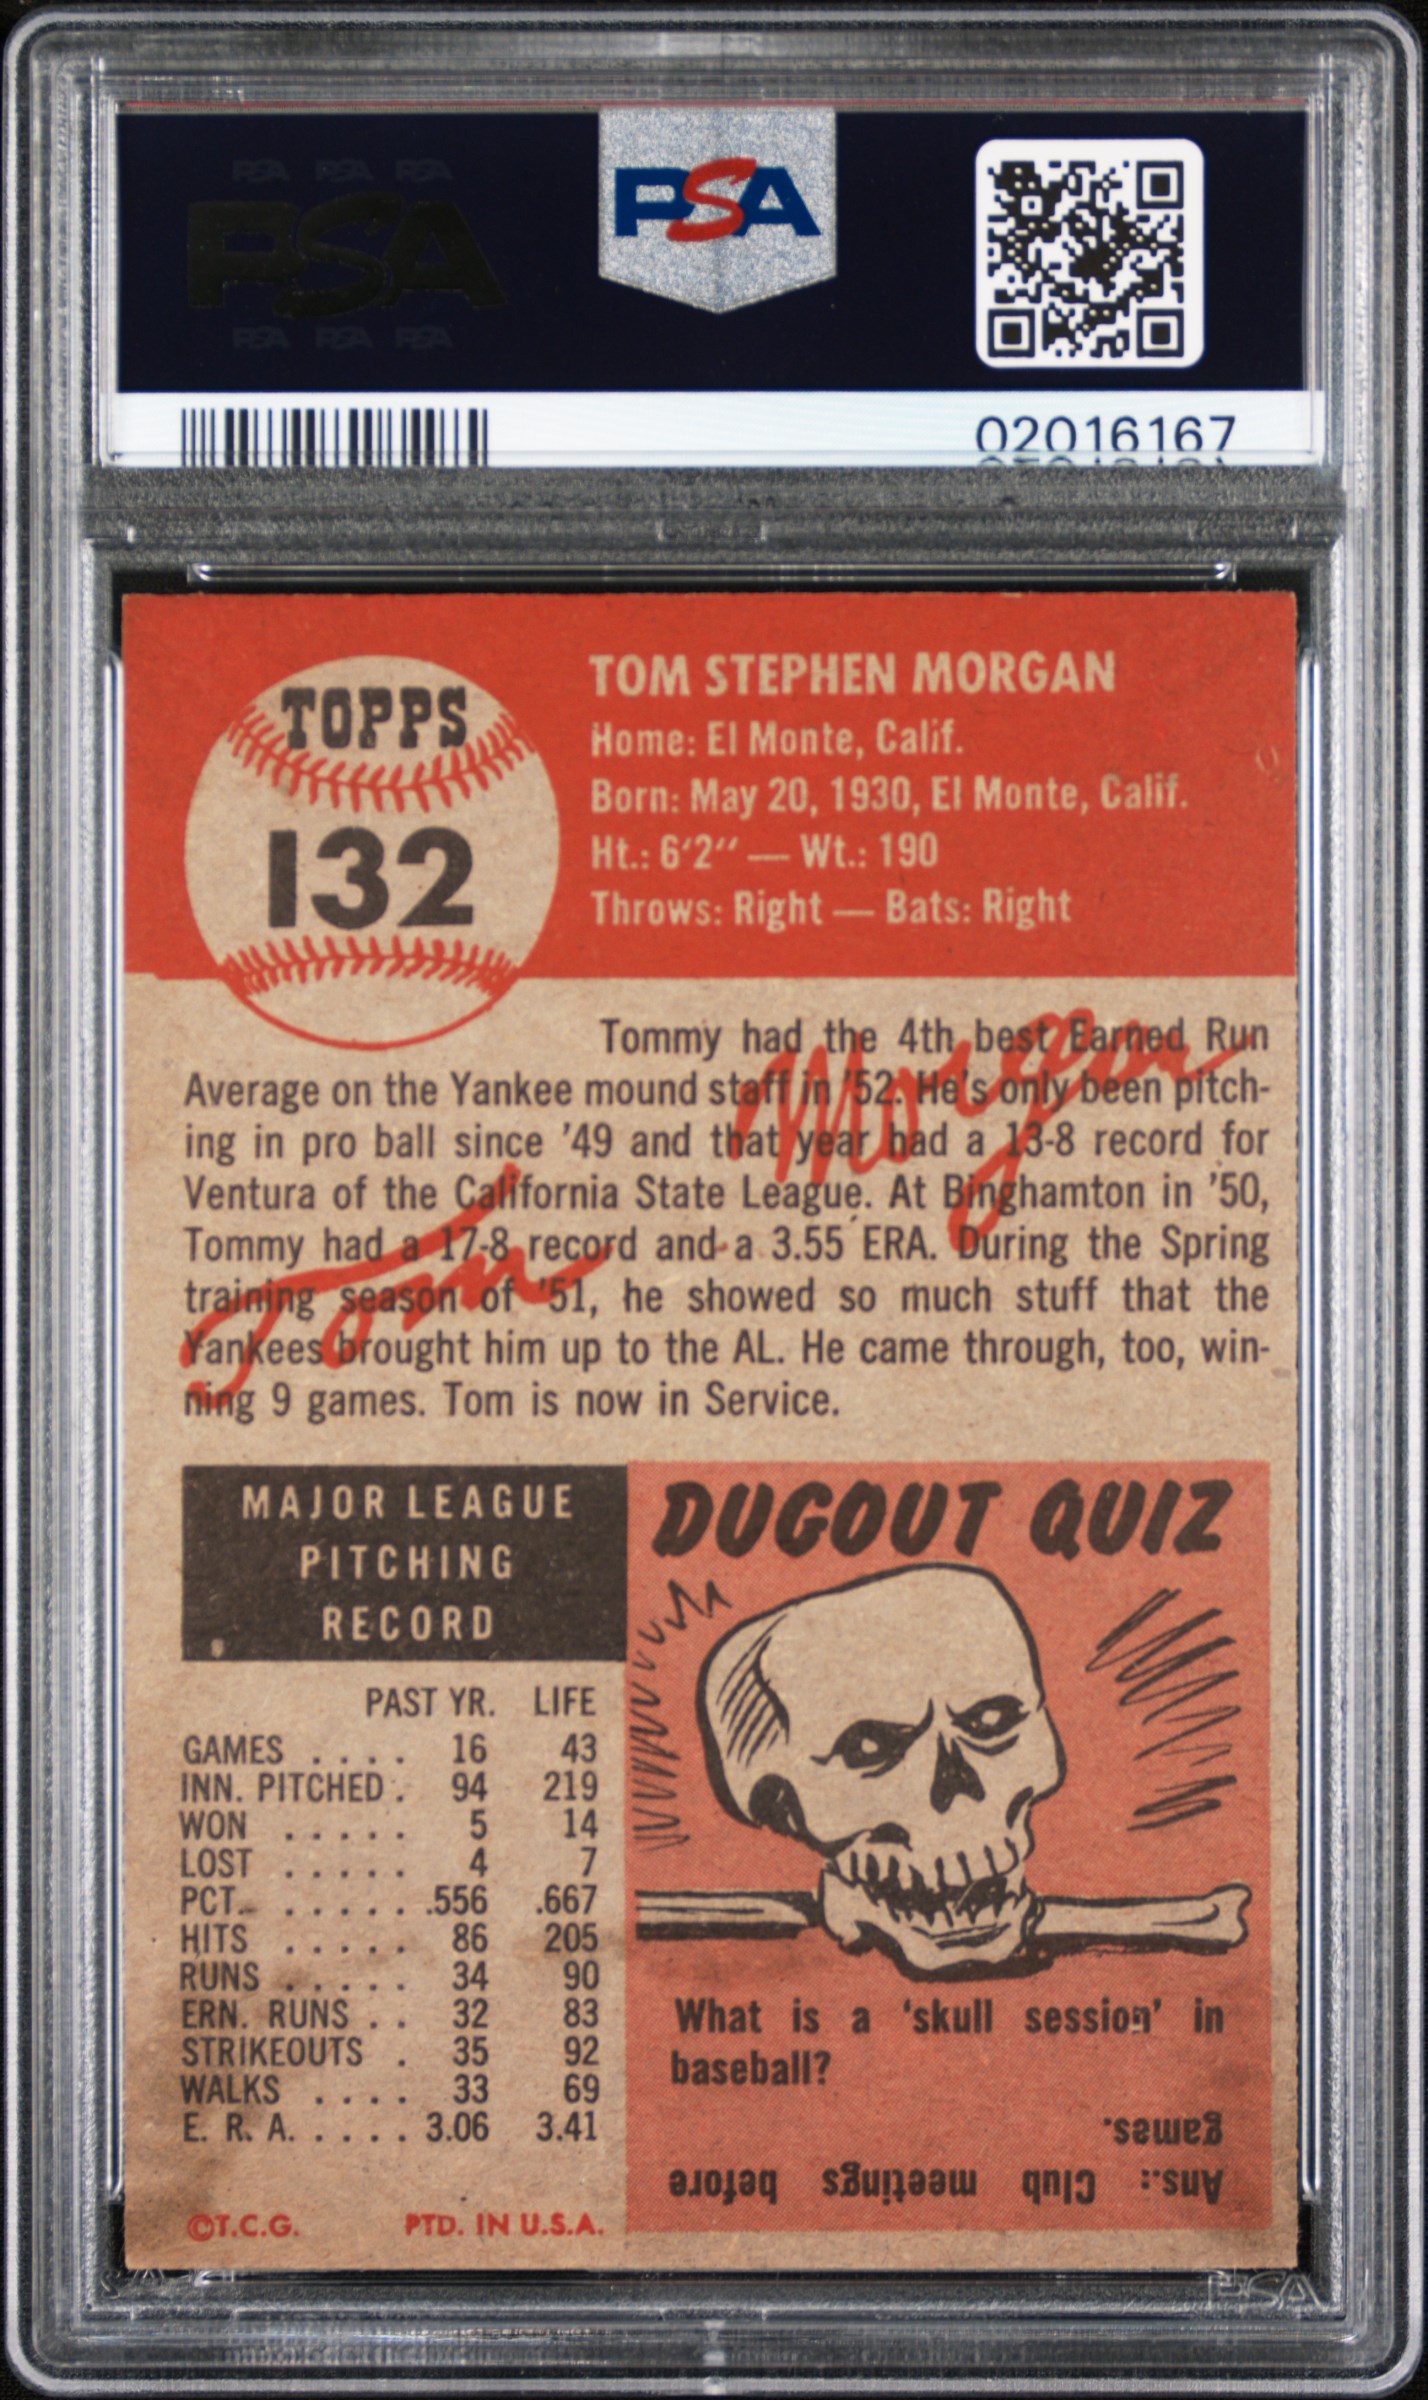 PSA PSA PSA
PSA
PSA PSA PSA
PSA
02016167
TOPPS
132
TOM STEPHEN MORGAN
Home: El Monte, Calif.
Born: May 20, 1930, El Monte, Calif.
Ht.: 6'2" — Wt.: 190
Throws: Right — Bats: Right
Tommy had the 4th best Earned Run
Average on the Yankee mound staff in '52. He's only been pitch-
ing in pro ball since '49 and that year had a 13-8 record for
Ventura of the California State League. At Binghamton in '50,
Tommy had a 17-8 record and a 3.55 ERA. During the Spring
training season of '51, he showed so much stuff that the
Yankees brought him up to the AL. He came through, too, win-
ning 9 games. Tom is now in Service.
Tom Morgan
MAJOR LEAGUE
PITCHING
RECORD
PAST YR. LIFE
GAMES . . . . 16 43
INN. PITCHED . 94 219
WON . . . . . 5 14
LOST . . . . . 4 7
PCT. . . . . . .556 .667
HITS . . . . . 86 205
RUNS . . . . . 34 90
ERN. RUNS . . 32 83
STRIKEOUTS . 35 92
WALKS . . . . 33 69
E. R. A. . . . . . 3.06 3.41
©T.C.G. PTD. IN U.S.A.
DUGOUT QUIZ
What is a 'skull session' in
baseball?
Ans.: Club meetings before
games.
PSA